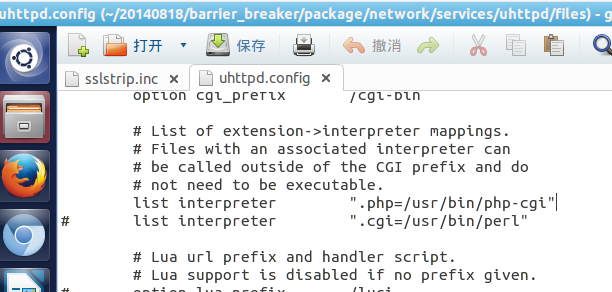 uhttpd.config (~/20140818/barrier_breaker/package/network/services/uhttpd/files) - g
打开 保存 撤消
sslstrip.inc × uhttpd.config ×
option cgi_prefix /cgi-bin
# List of extension->interpreter mappings.
# Files with an associated interpreter can
# be called outside of the CGI prefix and do
# not need to be executable.
list interpreter ".php=/usr/bin/php-cgi"
# list interpreter ".cgi=/usr/bin/perl"
# Lua url prefix and handler script.
# Lua support is disabled if no prefix given.
# option lua_prefix /luci